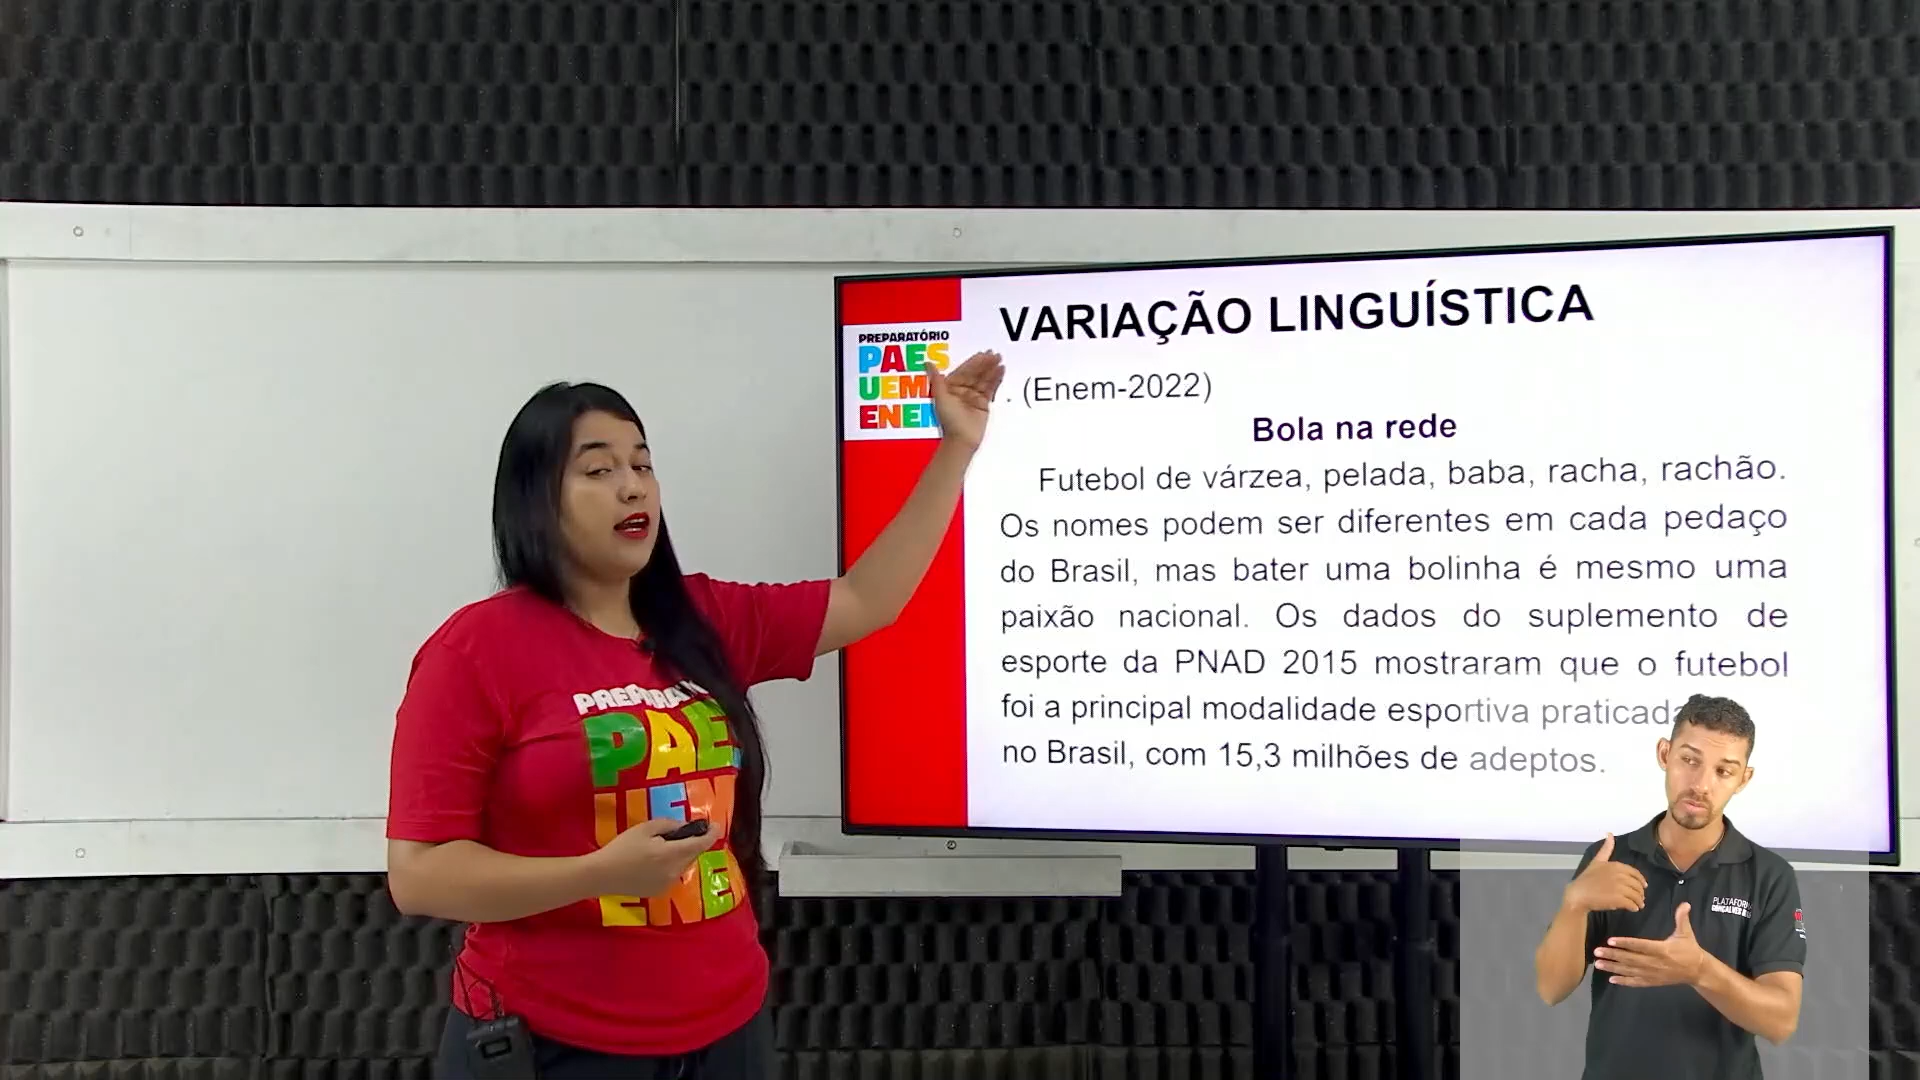 VARIAÇÃO LINGUÍSTICA
PREPARATÓRIO
PAES
UEMA
ENEM
. (Enem-2022)
Bola na rede
Futebol de várzea, pelada, baba, racha, rachão.
Os nomes podem ser diferentes em cada pedaço
do Brasil, mas bater uma bolinha é mesmo uma
paixão nacional. Os dados do suplemento de
esporte da PNAD 2015 mostraram que o futebol
foi a principal modalidade esportiva praticada
no Brasil, com 15,3 milhões de adeptos.
PAES
UEM
ENE